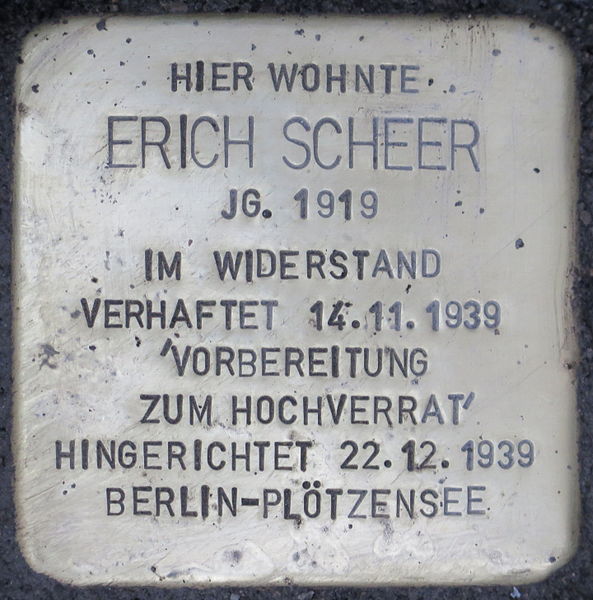 HIER WOHNTE
ERICH SCHEER
JG. 1919
IM WIDERSTAND
VERHAFTET 14.11.1939
'VORBEREITUNG
ZUM HOCHVERRAT'
HINGERICHTET 22.12.1939
BERLIN-PLÖTZENSEE